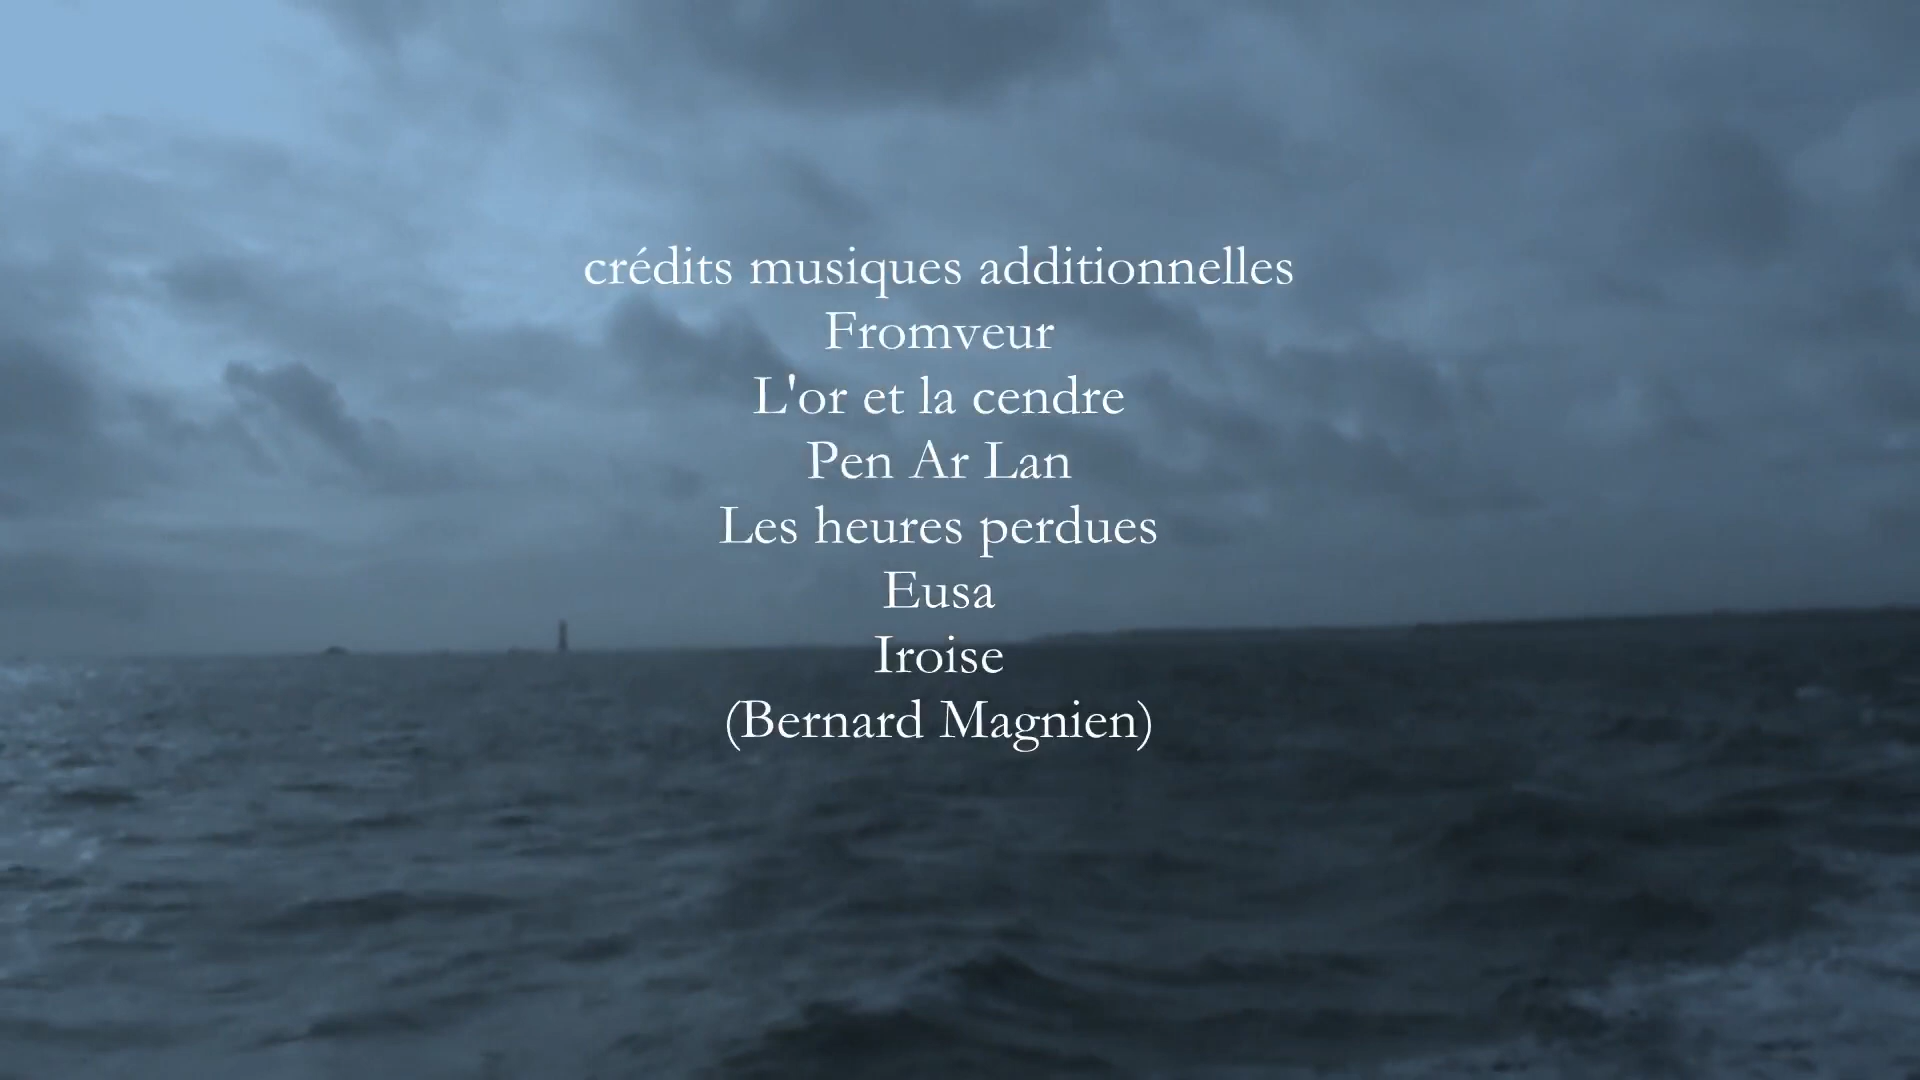 crédits musiques additionnelles
Fromveur
L'or et la cendre
Pen Ar Lan
Les heures perdues
Eusa
Iroise
(Bernard Magnien)